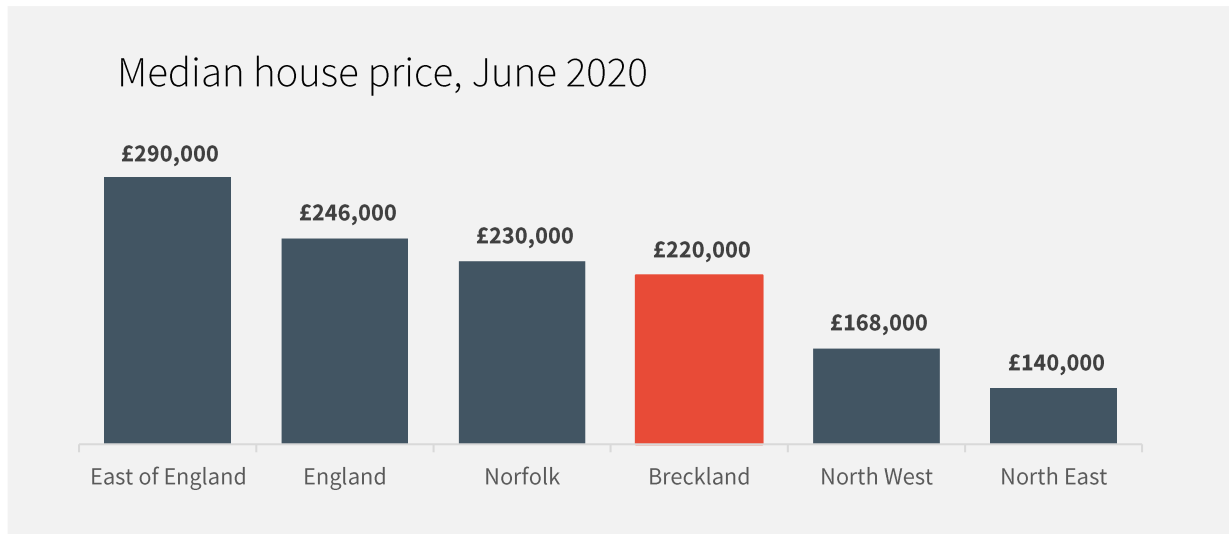 Median house price, June 2020
£290,000
£246,000
£230,000
£220,000
£168,000
£140,000
East of England
England
Norfolk
Breckland
North West
North East